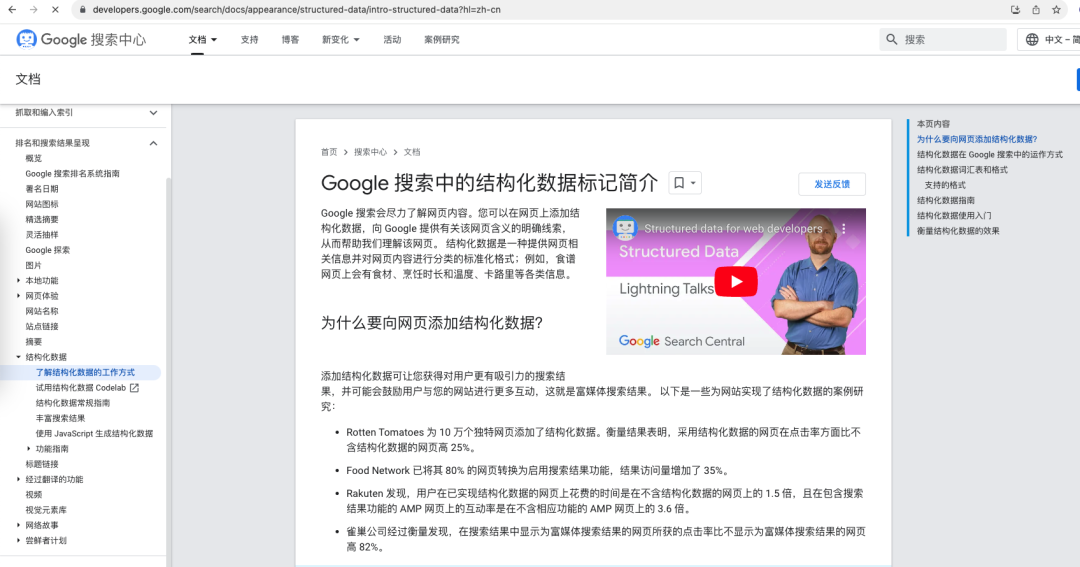 developers.google.com/search/docs/appearance/structured-data/intro-structured-data?hl=zh-cn
Google 搜索中心
文档
支持
博客
新变化
活动
案例研究
搜索
中文 – 简
文档
抓取和编入索引
排名和搜索结果呈现
概览
Google 搜索排名系统指南
署名日期
网站图标
精选摘要
灵活抽样
Google 探索
图片
本地功能
网页体验
网站名称
站点链接
摘要
结构化数据
了解结构化数据的工作方式
试用结构化数据 Codelab
结构化数据常规指南
丰富搜索结果
使用 JavaScript 生成结构化数据
功能指南
标题链接
经过翻译的功能
视频
视觉元素库
网络故事
尝鲜者计划
首页
搜索中心
文档
Google 搜索中的结构化数据标记简介
发送反馈
Google 搜索会尽力了解网页内容。您可以在网页上添加结
构化数据，向 Google 提供有关该网页含义的明确线索，
从而帮助我们理解该网页。 结构化数据是一种提供网页相
关信息并对网页内容进行分类的标准化格式；例如，食谱
网页上会有食材、烹饪时长和温度、卡路里等各类信息。
Structured data for web developers
Structured Data
Lightning Talks
Google Search Central
为什么要向网页添加结构化数据?
添加结构化数据可让您获得对用户更有吸引力的搜索结
果，并可能会鼓励用户与您的网站进行更多互动，这就是富媒体搜索结果。 以下是一些为网站实现了结构化数据的案例研
究：
• Rotten Tomatoes 为 10 万个独特网页添加了结构化数据。衡量结果表明，采用结构化数据的网页在点击率方面比不
含结构化数据的网页高 25%。
• Food Network 已将其 80% 的网页转换为启用搜索结果功能，结果访问量增加了 35%。
• Rakuten 发现，用户在已实现结构化数据的网页上花费的时间是在不含结构化数据的网页上的 1.5 倍，且在包含搜索
结果功能的 AMP 网页上的互动率是在不含相应功能的 AMP 网页上的 3.6 倍。
• 雀巢公司经过衡量发现，在搜索结果中显示为富媒体搜索结果的网页所获的点击率比不显示为富媒体搜索结果的网页
高 82%。
本页内容
为什么要向网页添加结构化数据?
结构化数据在 Google 搜索中的运作方式
结构化数据词汇表和格式
支持的格式
结构化数据指南
结构化数据使用入门
衡量结构化数据的效果